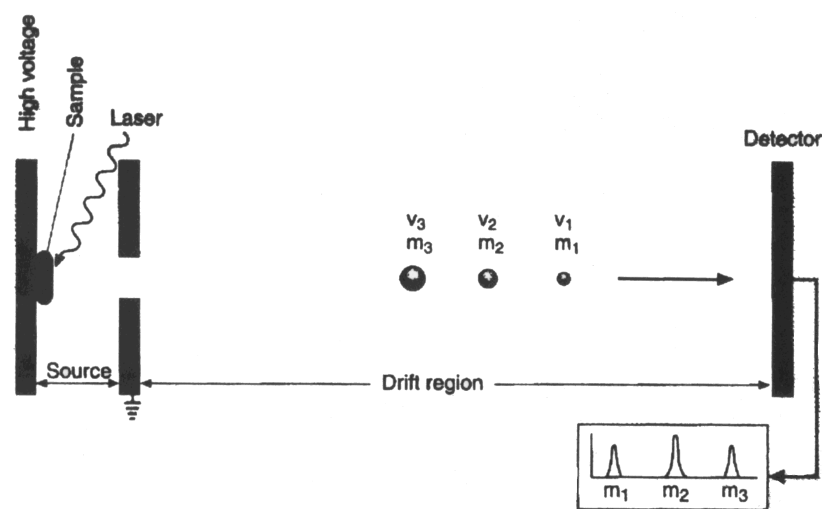 High voltage
Sample
Laser
Detector
v3 v2 v1
m3 m2 m1
Source
Drift region
m1 m2 m3